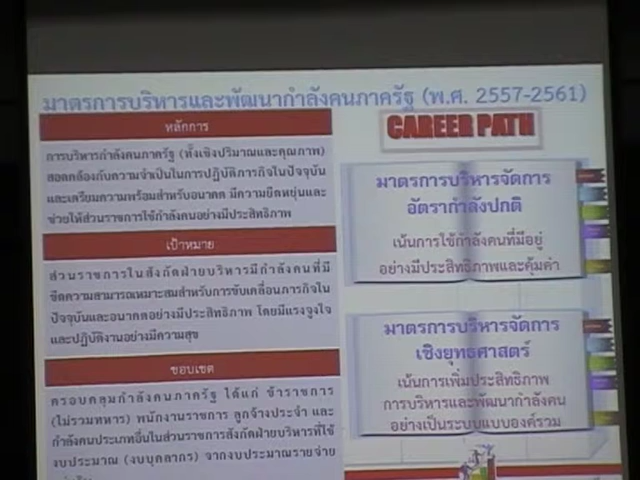 มาตรการบริหารและพัฒนากำลังคนภาครัฐ (พ.ศ. 2557-2561)
หลักการ
การบริหารกำลังคนภาครัฐ (ทั้งเชิงปริมาณและคุณภาพ)
สอดคล้องกับความจำเป็นในการปฏิบัติภารกิจในปัจจุบัน
และเตรียมความพร้อมสำหรับอนาคต มีความยืดหยุ่นและ
ช่วยให้ส่วนราชการใช้กำลังคนอย่างมีประสิทธิภาพ
เป้าหมาย
ส่วนราชการในสังกัดฝ่ายบริหารมีกำลังคนที่มี
ขีดความสามารถเหมาะสมสำหรับการขับเคลื่อนภารกิจใน
ปัจจุบันและอนาคตอย่างมีประสิทธิภาพ โดยมีแรงจูงใจ
และปฏิบัติงานอย่างมีความสุข
ขอบเขต
ครอบคลุมกำลังคนภาครัฐ ได้แก่ ข้าราชการ
(ไม่รวมทหาร) พนักงานราชการ ลูกจ้างประจำ และ
กำลังคนประเภทอื่นในส่วนราชการสังกัดฝ่ายบริหารที่ใช้
งบประมาณ (งบบุคลากร) จากงบประมาณรายจ่าย
CAREER PATH
มาตรการบริหารจัดการ
อัตรากำลังปกติ
เน้นการใช้กำลังคนที่มีอยู่
อย่างมีประสิทธิภาพและคุ้มค่า
มาตรการบริหารจัดการ
เชิงยุทธศาสตร์
เน้นการเพิ่มประสิทธิภาพ
การบริหารและพัฒนากำลังคน
อย่างเป็นระบบแบบองค์รวม